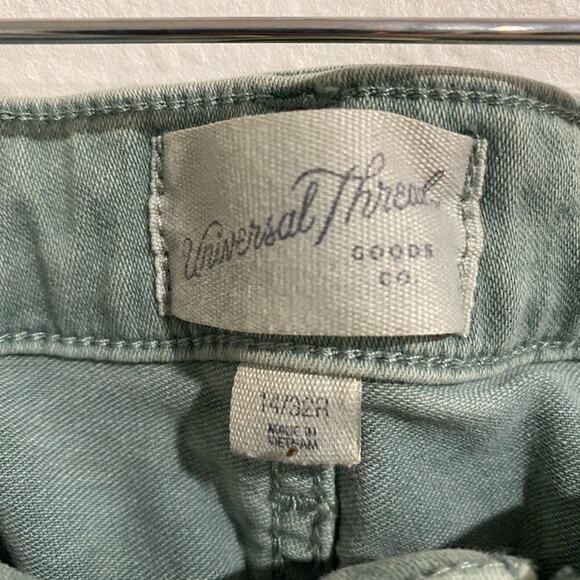 Universal Thread
GOODS
CO.
14/32R
MADE IN
VIETNAM